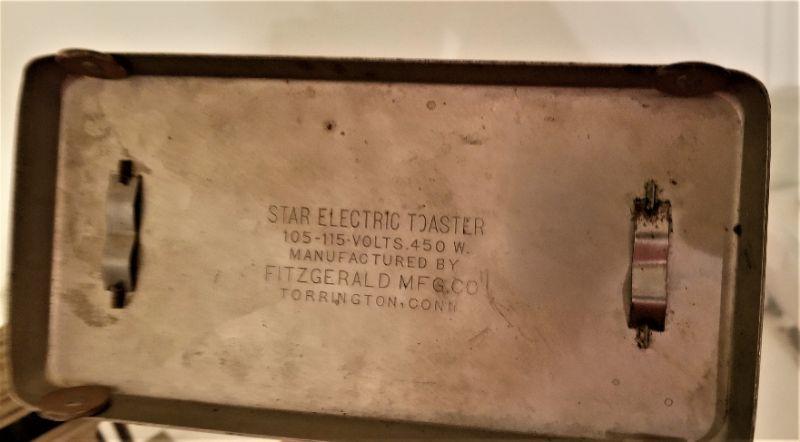 STAR ELECTRIC TOASTER
105-115-VOLTS.450 W.
MANUFACTURED BY
FITZGERALD MFG.CO
TORRINGTON, CONN.